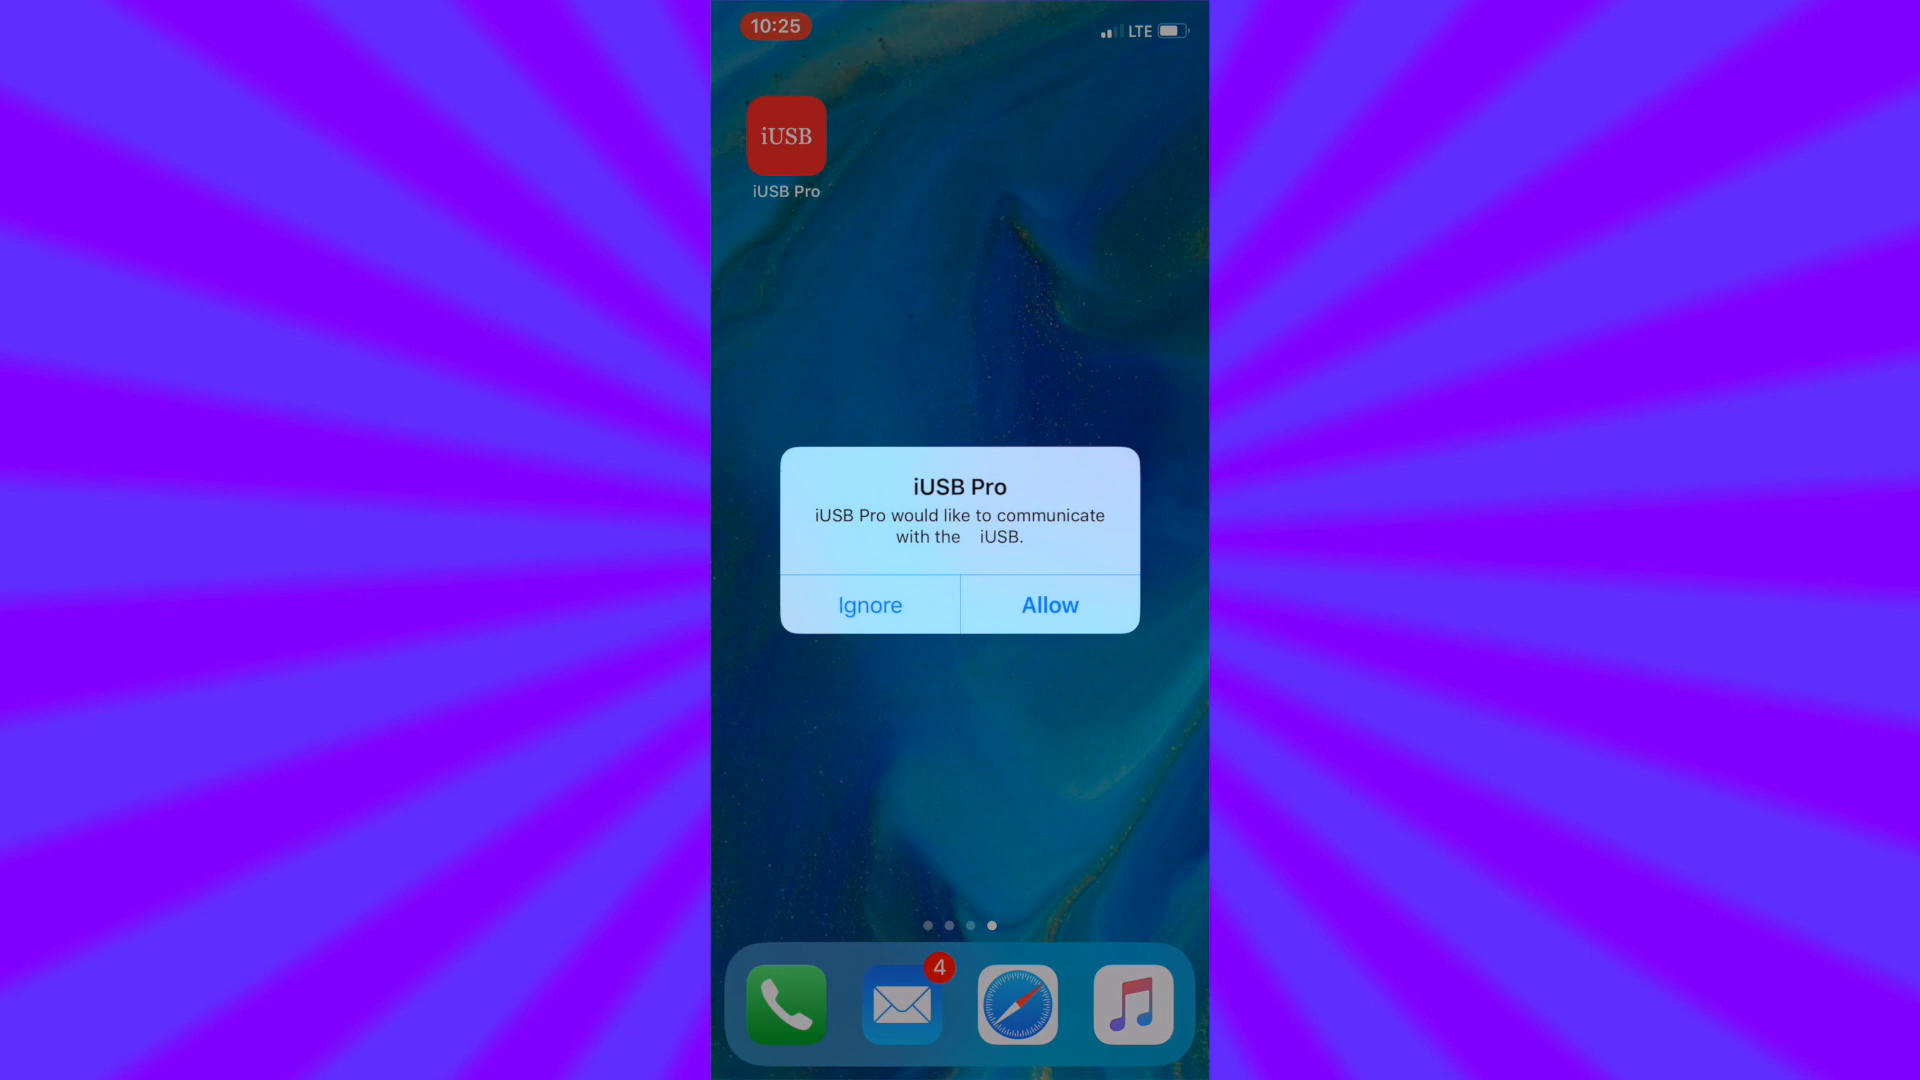 10:25
LTE
iUSB
iUSB Pro
iUSB Pro
iUSB Pro would like to communicate
with the iUSB.
Ignore
Allow
4